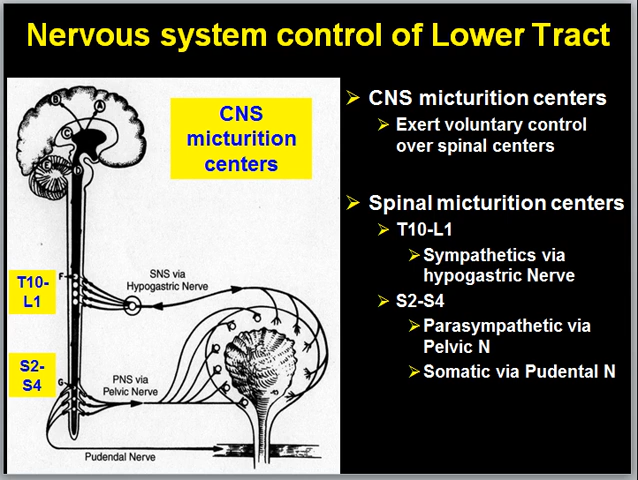 Nervous system control of Lower Tract
CNS
micturition
centers
B
A
C
E
D
F
T10-
L1
SNS via
Hypogastric Nerve
S2-
S4
G
PNS via
Pelvic Nerve
Pudendal Nerve
CNS micturition centers
Exert voluntary control
over spinal centers
Spinal micturition centers
T10-L1
Sympathetics via
hypogastric Nerve
S2-S4
Parasympathetic via
Pelvic N
Somatic via Pudental N